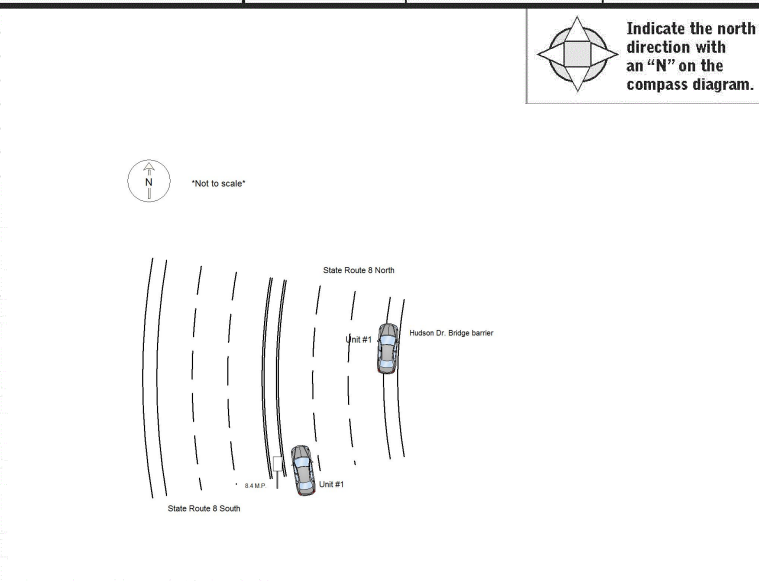 Indicate the north
direction with
an “N” on the
compass diagram.
N
*Not to scale*
State Route 8 North
Unit #1
Hudson Dr. Bridge barrier
8.4 M.P.
Unit #1
State Route 8 South